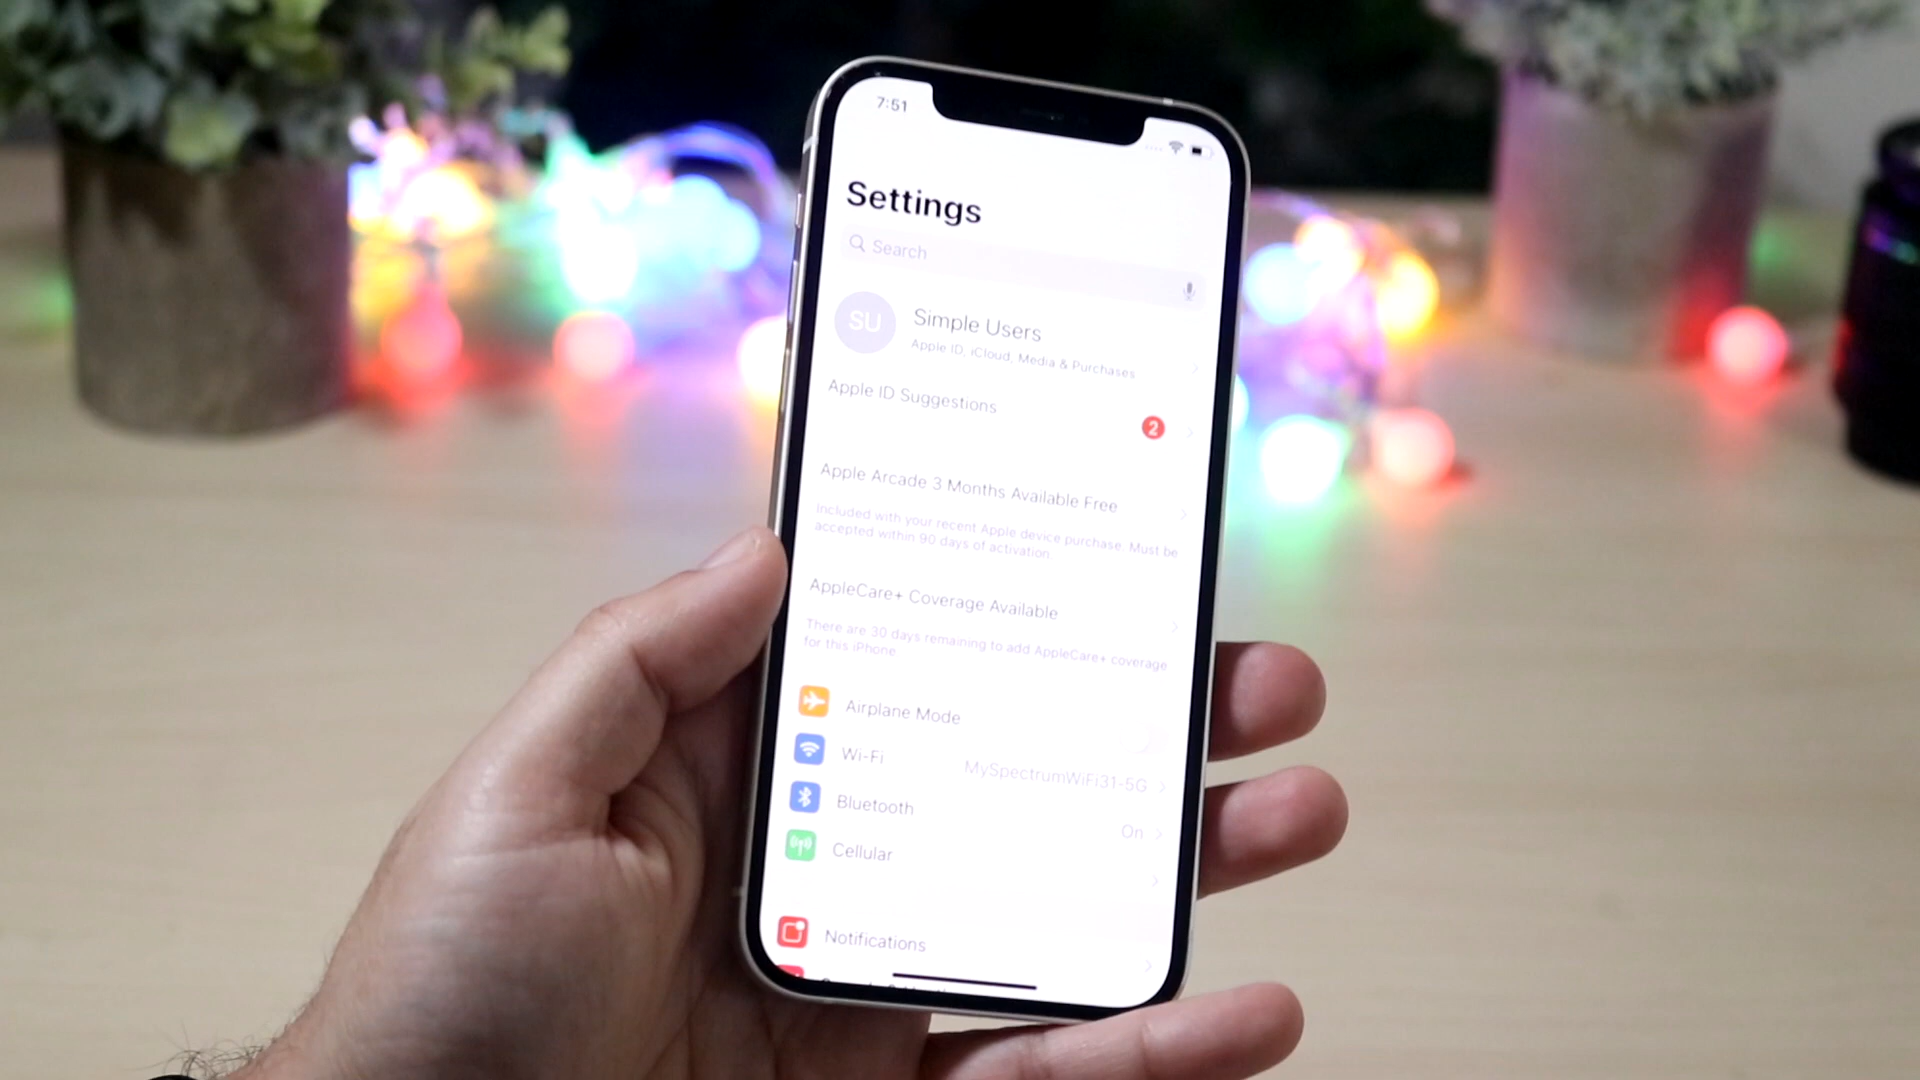 7:51
Settings
Search
SU
Simple Users
Apple ID, iCloud, Media & Purchases
Apple ID Suggestions
2
Apple Arcade 3 Months Available Free
Included with your recent Apple device purchase. Must be
accepted within 90 days of activation.
AppleCare+ Coverage Available
There are 30 days remaining to add AppleCare+ coverage
for this iPhone
Airplane Mode
Wi-Fi MySpectrumWiFi31-5G
Bluetooth On
Cellular
Notifications